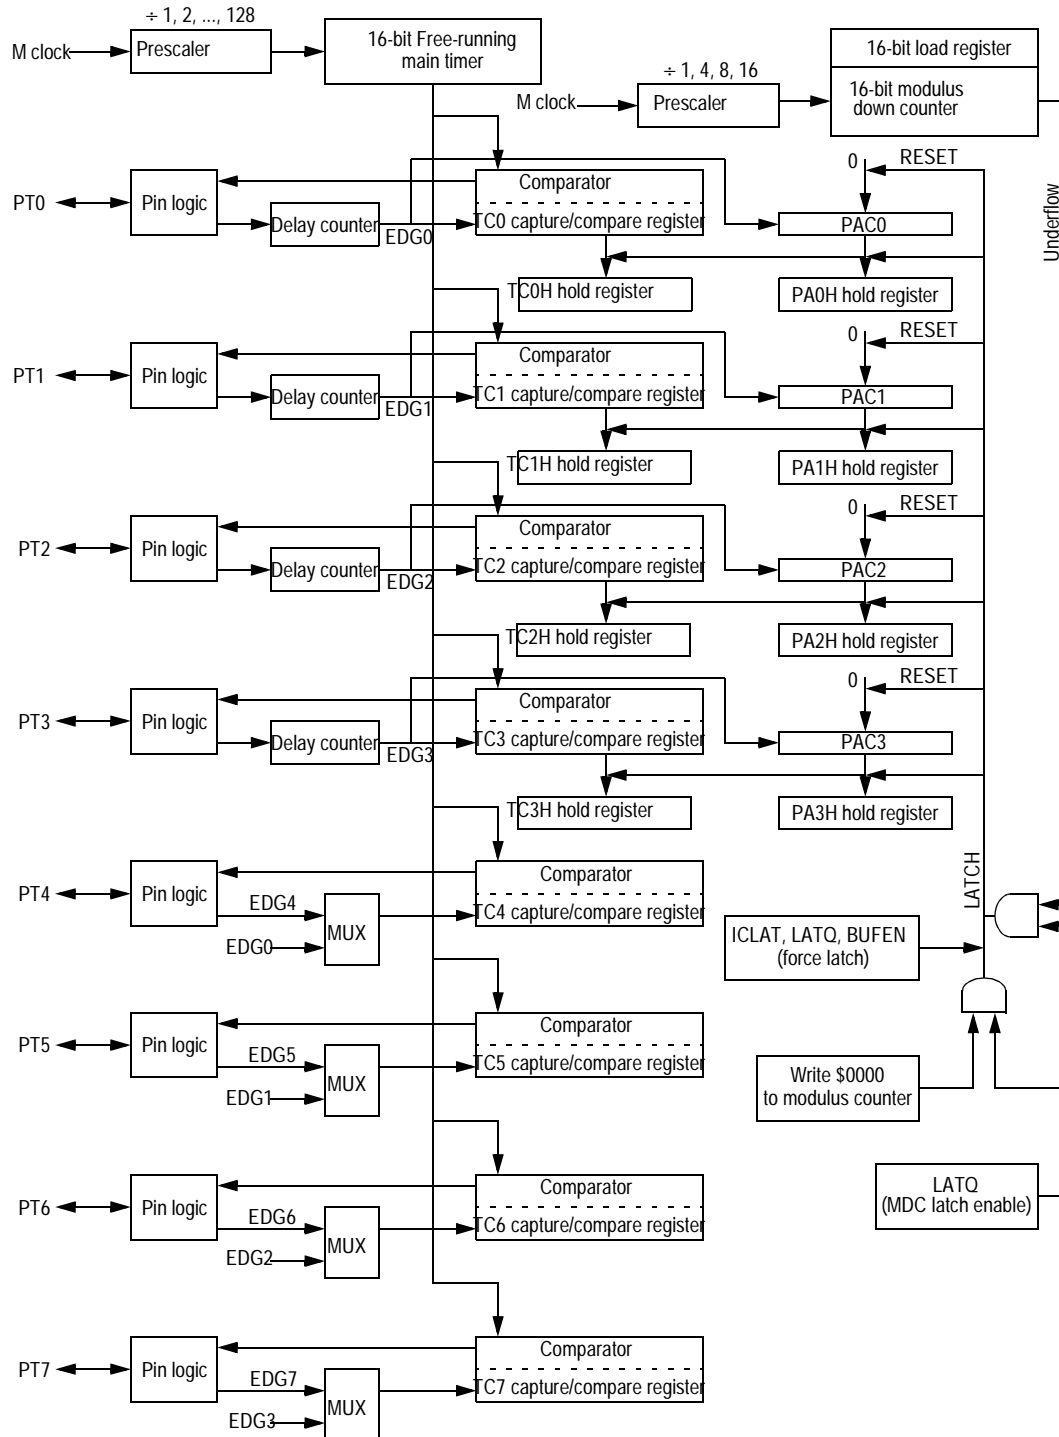 ÷ 1, 2, ..., 128
M clock
Prescaler
16-bit Free-running
main timer
÷ 1, 4, 8, 16
M clock
Prescaler
16-bit load register
16-bit modulus
down counter
Underflow
PT0
Pin logic
Delay counter
EDG0
Comparator
TC0 capture/compare register
0
RESET
PAC0
TC0H hold register
PA0H hold register
PT1
Pin logic
Delay counter
EDG1
Comparator
TC1 capture/compare register
0
RESET
PAC1
TC1H hold register
PA1H hold register
PT2
Pin logic
Delay counter
EDG2
Comparator
TC2 capture/compare register
0
RESET
PAC2
TC2H hold register
PA2H hold register
PT3
Pin logic
Delay counter
EDG3
Comparator
TC3 capture/compare register
0
RESET
PAC3
TC3H hold register
PA3H hold register
LATCH
PT4
Pin logic
EDG4
EDG0
MUX
Comparator
TC4 capture/compare register
ICLAT, LATQ, BUFEN
(force latch)
PT5
Pin logic
EDG5
EDG1
MUX
Comparator
TC5 capture/compare register
Write $0000
to modulus counter
PT6
Pin logic
EDG6
EDG2
MUX
Comparator
TC6 capture/compare register
LATQ
(MDC latch enable)
PT7
Pin logic
EDG7
EDG3
MUX
Comparator
TC7 capture/compare register